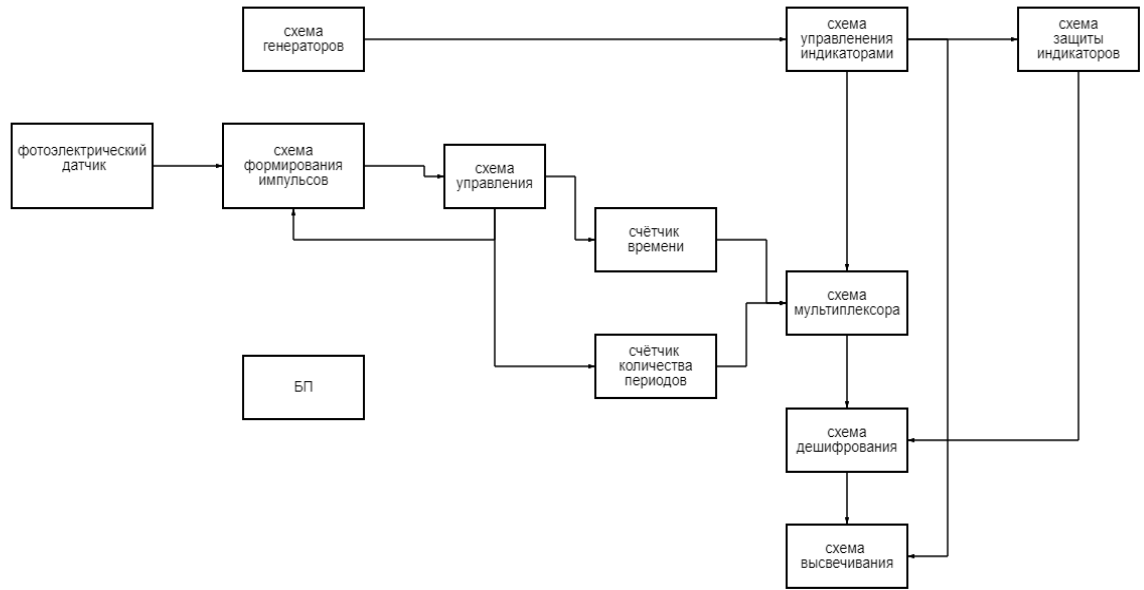 схема
генераторов
схема
управленения
индикаторами
схема
защиты
индикаторов
фотоэлектрический
датчик
схема
формирования
импульсов
схема
управления
счётчик
времени
схема
мультиплексора
счётчик
количества
периодов
БП
схема
дешифрования
схема
высвечивания